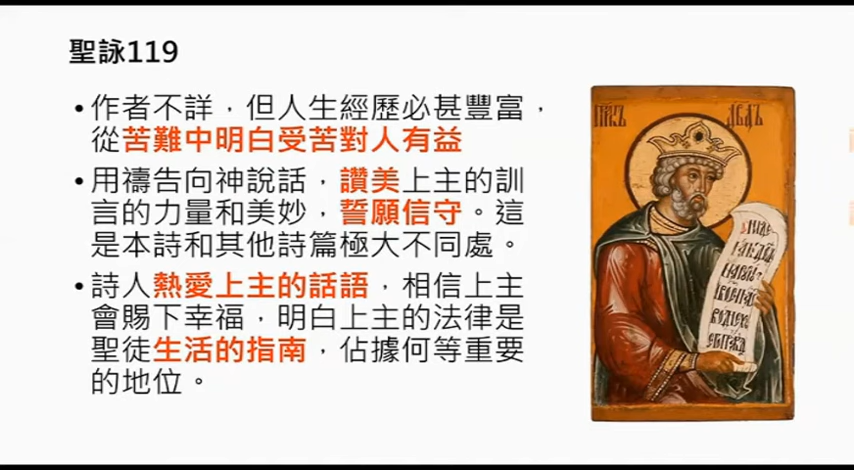 聖詠119
•作者不詳，但人生經歷必甚豐富，
從苦難中明白受苦對人有益
•用禱告向神說話，讚美上主的訓
言的力量和美妙，誓願信守。這
是本詩和其他詩篇極大不同處。
•詩人熱愛上主的話語，相信上主
會賜下幸福，明白上主的法律是
聖徒生活的指南，佔據何等重要
的地位。